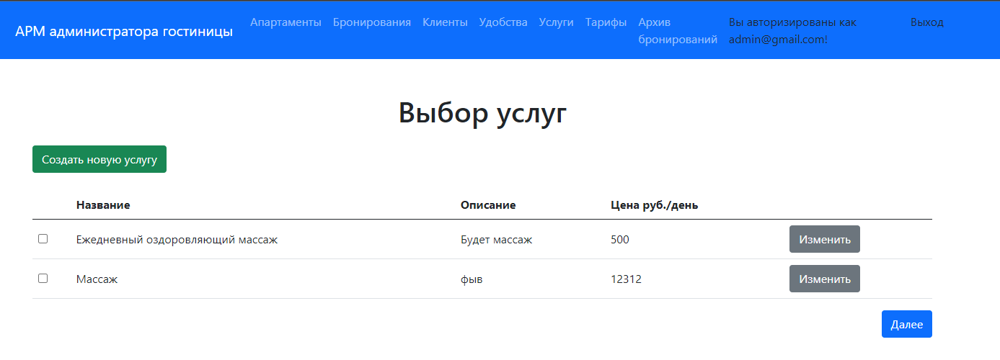 АРМ администратора гостиницы Апартаменты Бронирования Клиенты Удобства Услуги Тарифы Архив бронирований Вы авторизированы как admin@gmail.com! Выход
Выбор услуг
Создать новую услугу
Название Описание Цена руб./день
Ежедневный оздоровляющий массаж Будет массаж 500 Изменить
Массаж фыв 12312 Изменить
Далее